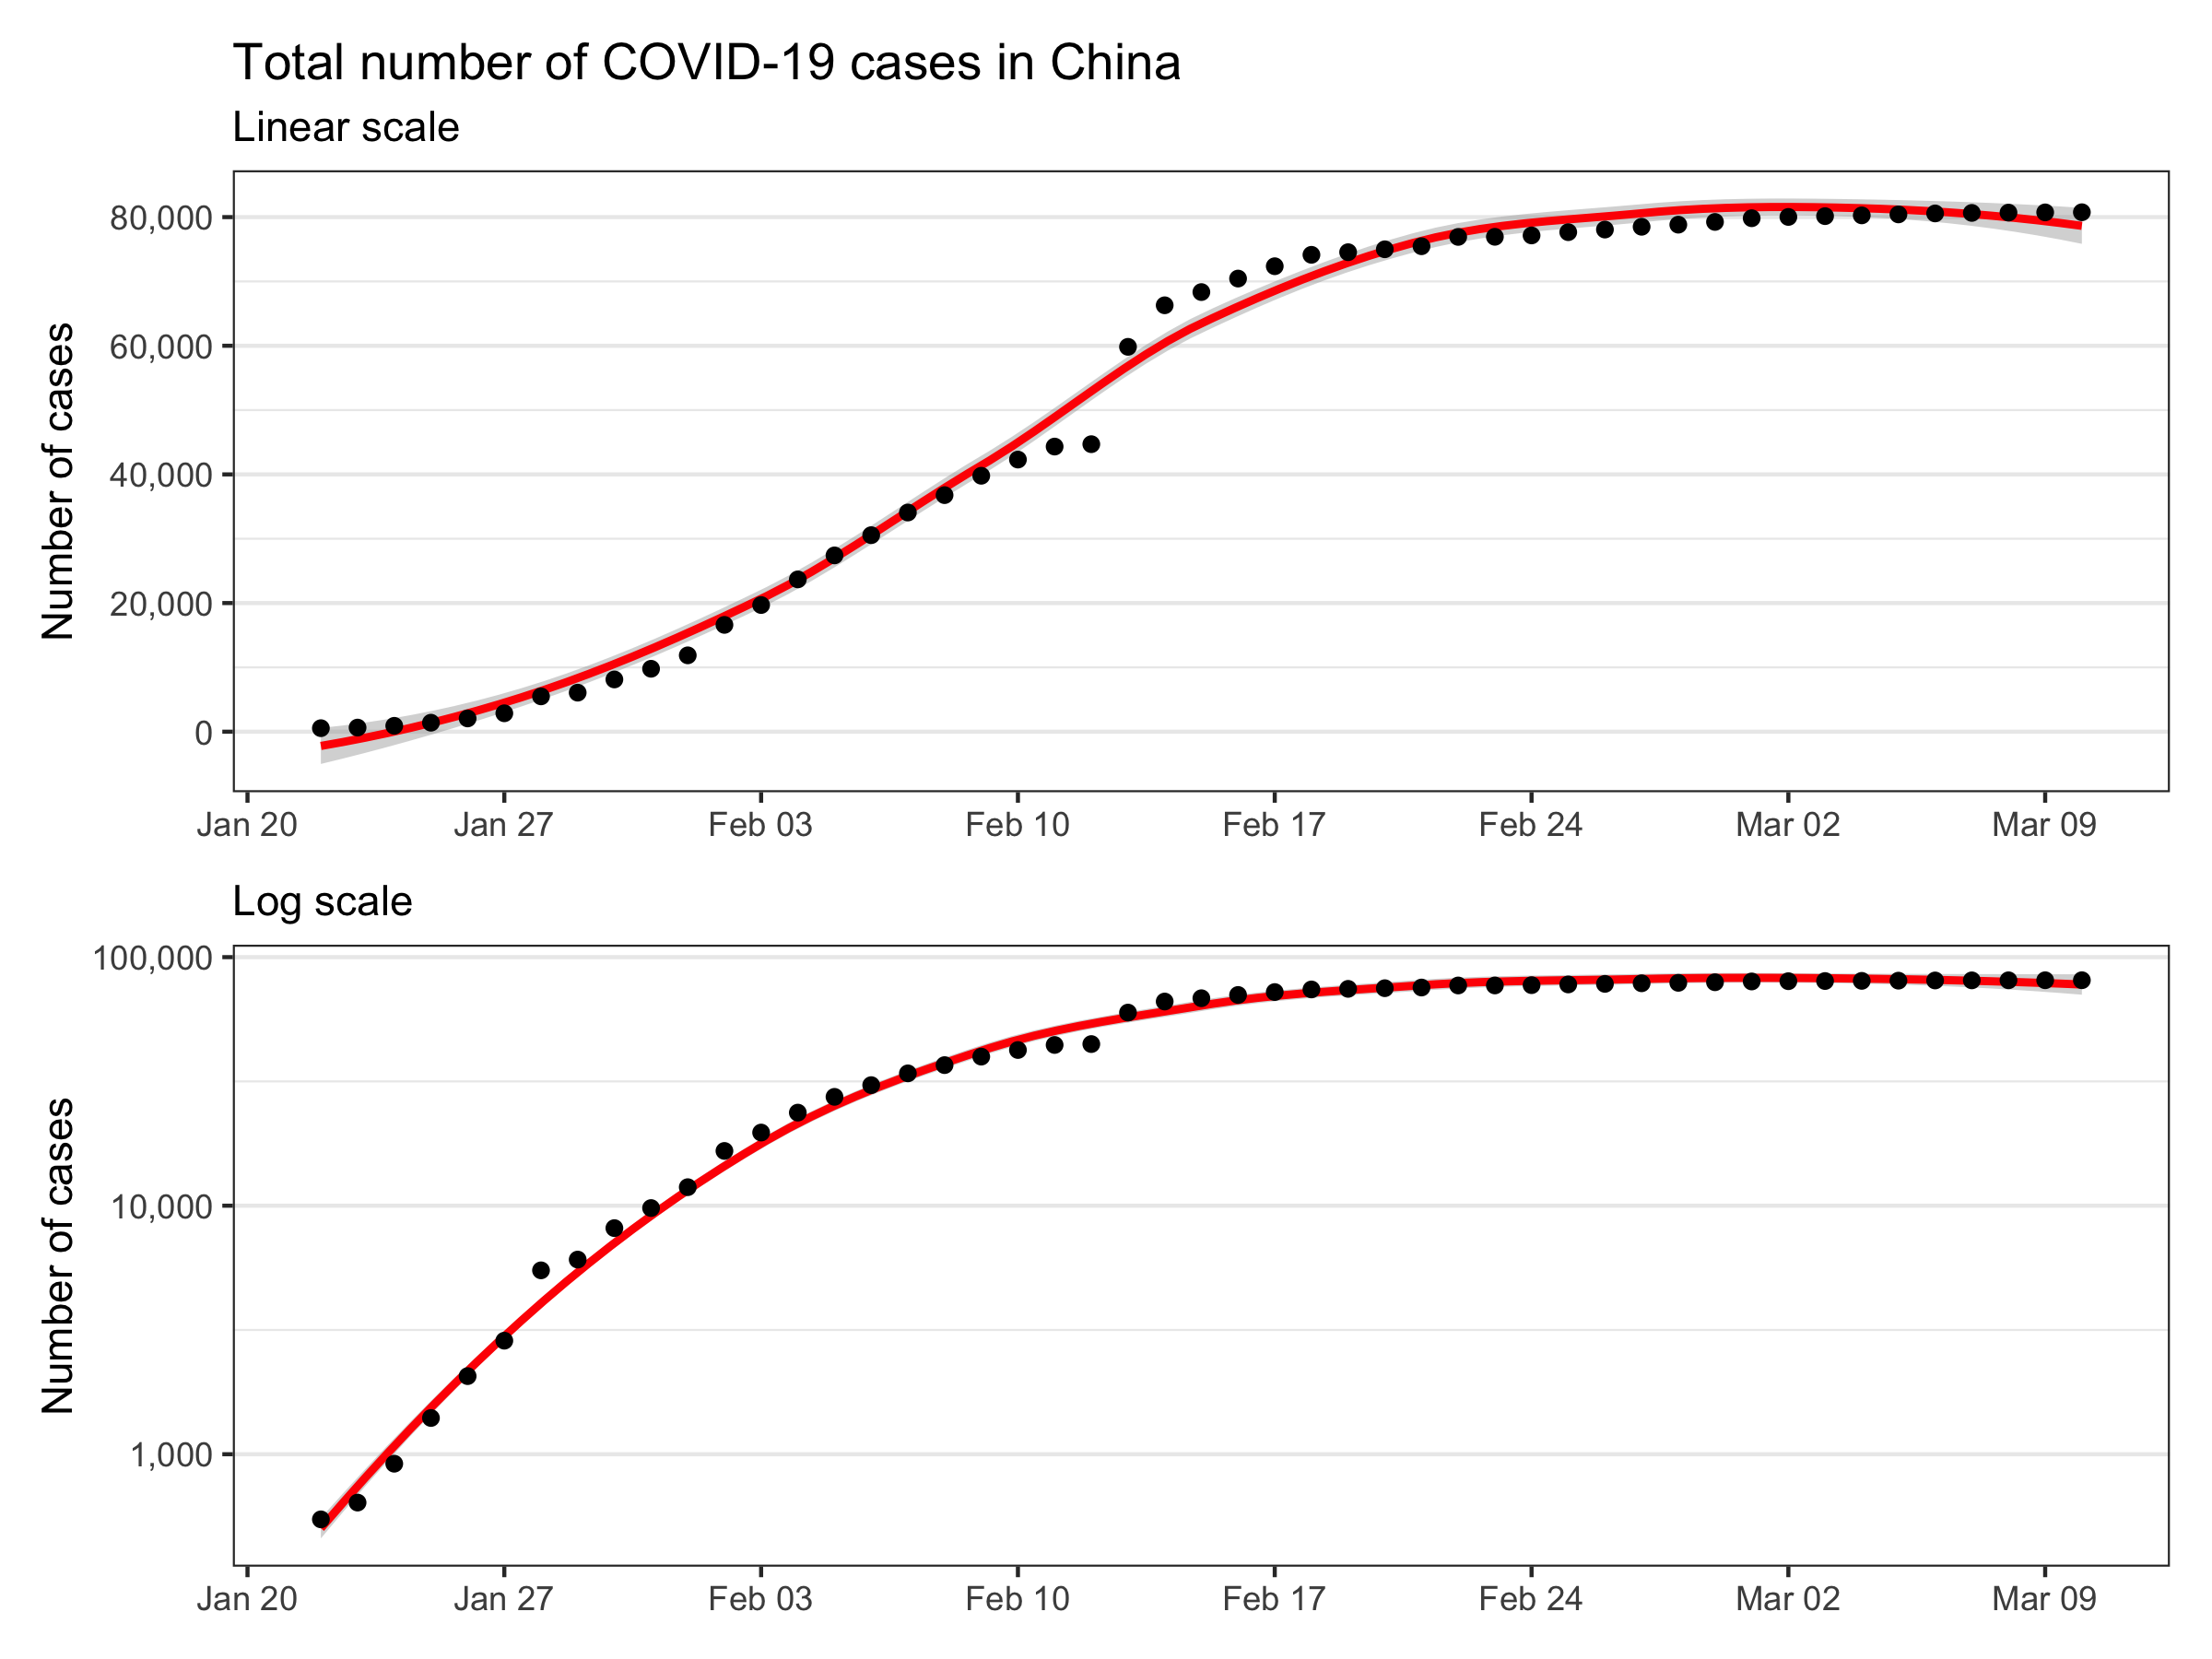 Total number of COVID-19 cases in China
Linear scale
Number of cases
80,000
60,000
40,000
20,000
0
Jan 20 Jan 27 Feb 03 Feb 10 Feb 17 Feb 24 Mar 02 Mar 09
Log scale
Number of cases
100,000
10,000
1,000
Jan 20 Jan 27 Feb 03 Feb 10 Feb 17 Feb 24 Mar 02 Mar 09